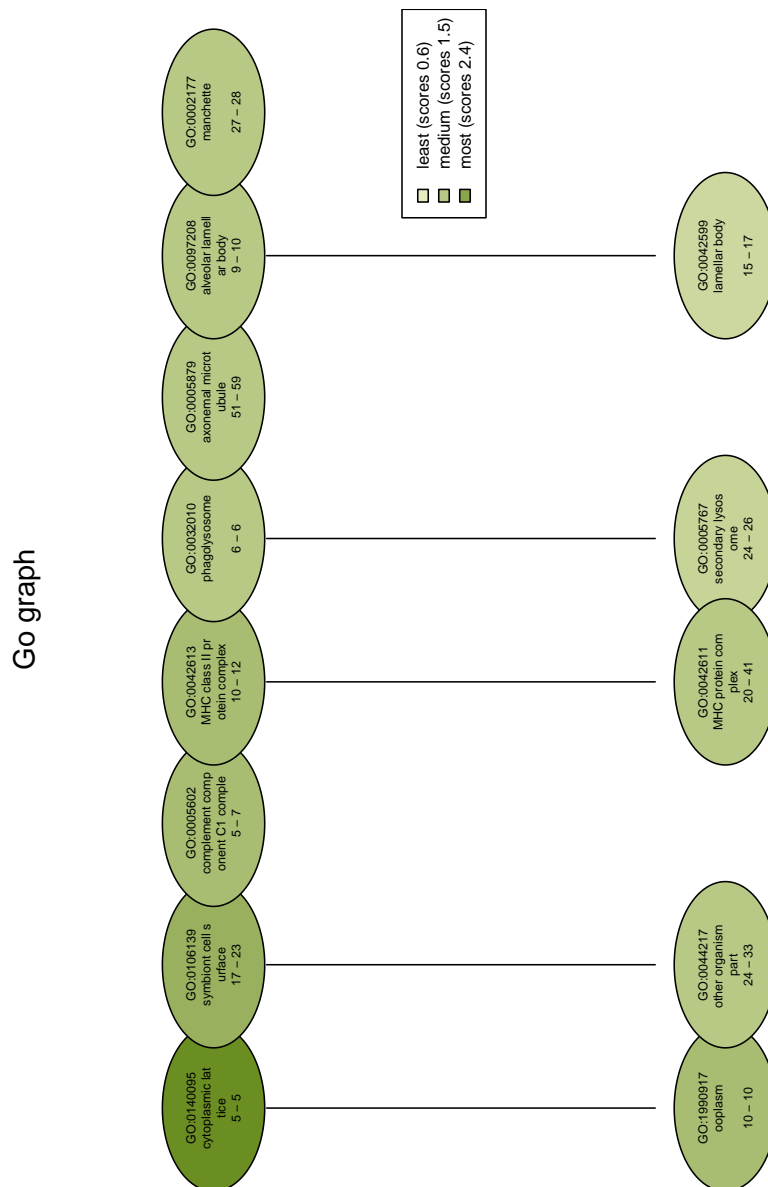 Go graph
GO:0140095
cytoplasmic lat
tice
5 – 5
GO:0106139
symbiont cell s
urface
17 – 23
GO:0005602
complement comp
onent C1 comple
5 – 7
GO:0042613
MHC class II pr
otein complex
10 – 12
GO:0032010
phagolysosome
6 – 6
GO:0005879
axonemal microt
ubule
51 – 59
GO:0097208
alveolar lamell
ar body
9 – 10
GO:0002177
manchette
27 – 28
least (scores 0.6)
medium (scores 1.5)
most (scores 2.4)
GO:1990917
ooplasm
10 – 10
GO:0044217
other organism
part
24 – 33
GO:0042611
MHC protein com
plex
20 – 41
GO:0005767
secondary lysos
ome
24 – 26
GO:0042599
lamellar body
15 – 17